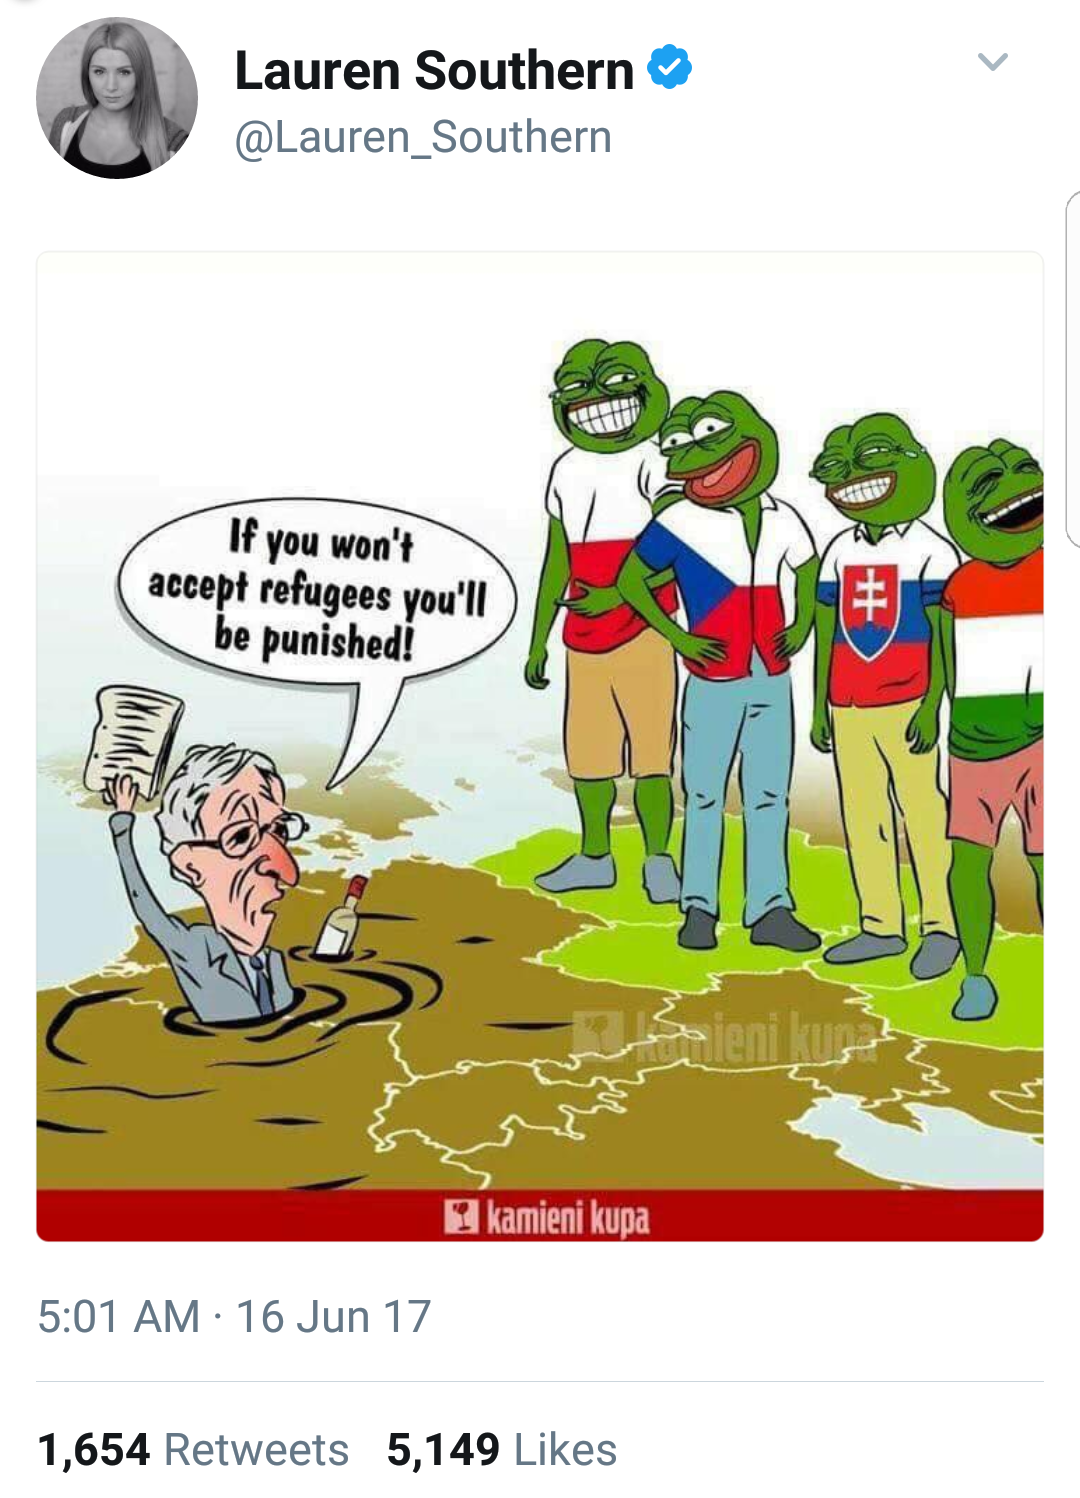 Lauren Southern
@Lauren_Southern
If you won't
accept refugees you'll
be punished!
kamieni kupa
kamieni kupa
5:01 AM · 16 Jun 17
1,654 Retweets 5,149 Likes